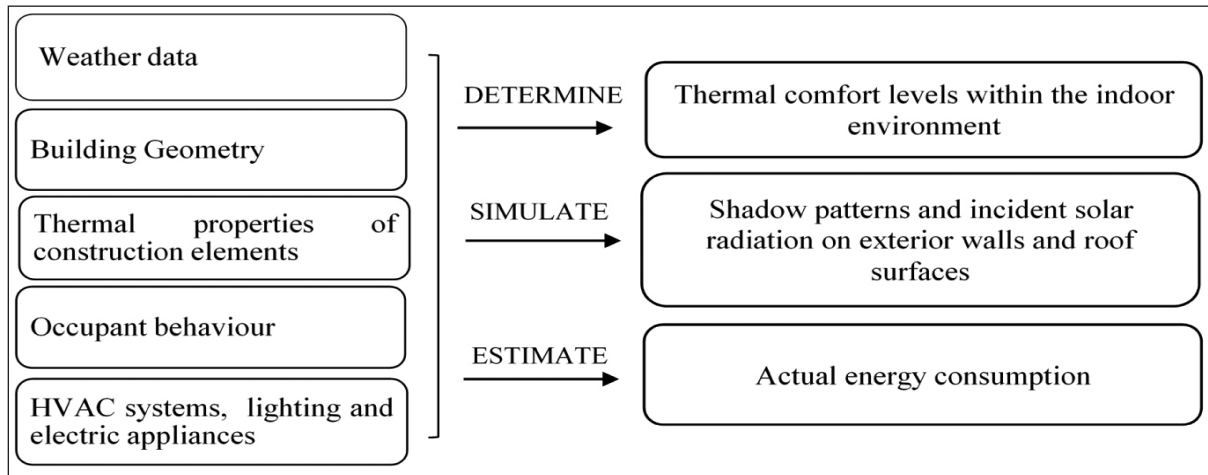 Weather data
Building Geometry
Thermal properties of
construction elements
Occupant behaviour
HVAC systems, lighting and
electric appliances
DETERMINE
Thermal comfort levels within the indoor
environment
SIMULATE
Shadow patterns and incident solar
radiation on exterior walls and roof
surfaces
ESTIMATE
Actual energy consumption